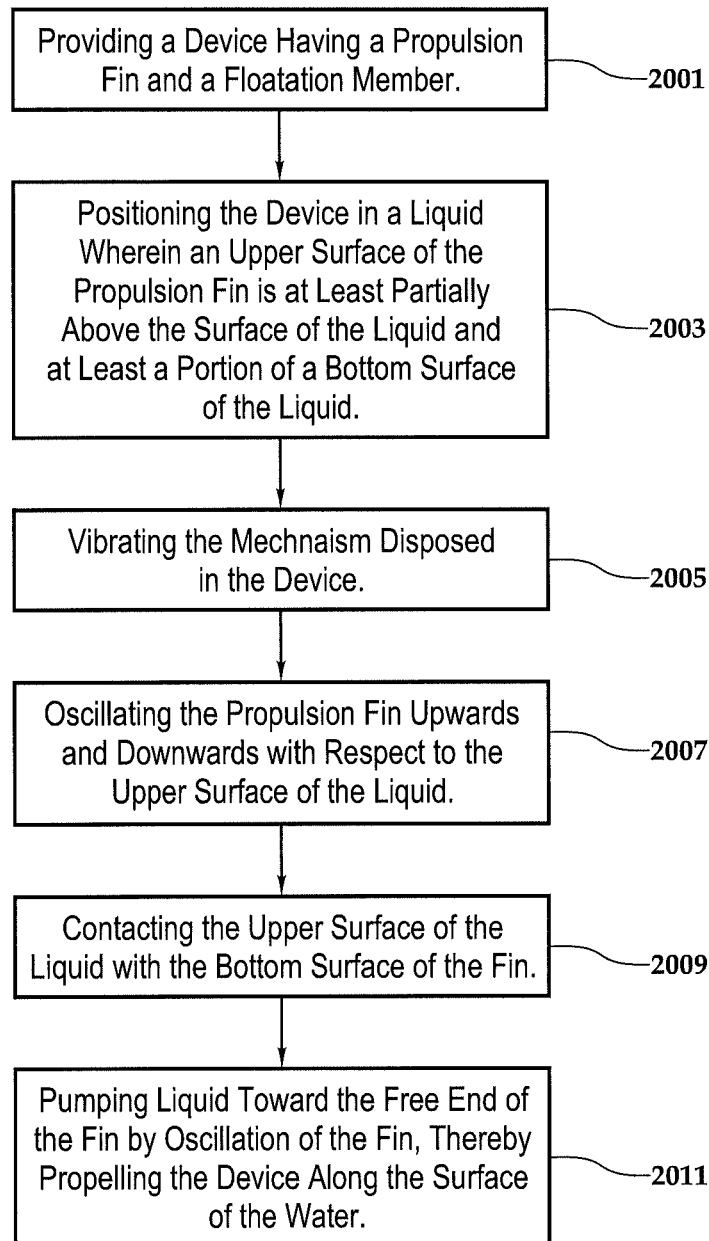 Providing a Device Having a Propulsion
Fin and a Floatation Member.
2001
Positioning the Device in a Liquid
Wherein an Upper Surface of the
Propulsion Fin is at Least Partially
Above the Surface of the Liquid and
at Least a Portion of a Bottom Surface
of the Liquid.
2003
Vibrating the Mechnaism Disposed
in the Device.
2005
Oscillating the Propulsion Fin Upwards
and Downwards with Respect to the
Upper Surface of the Liquid.
2007
Contacting the Upper Surface of the
Liquid with the Bottom Surface of the Fin.
2009
Pumping Liquid Toward the Free End of
the Fin by Oscillation of the Fin, Thereby
Propelling the Device Along the Surface
of the Water.
2011